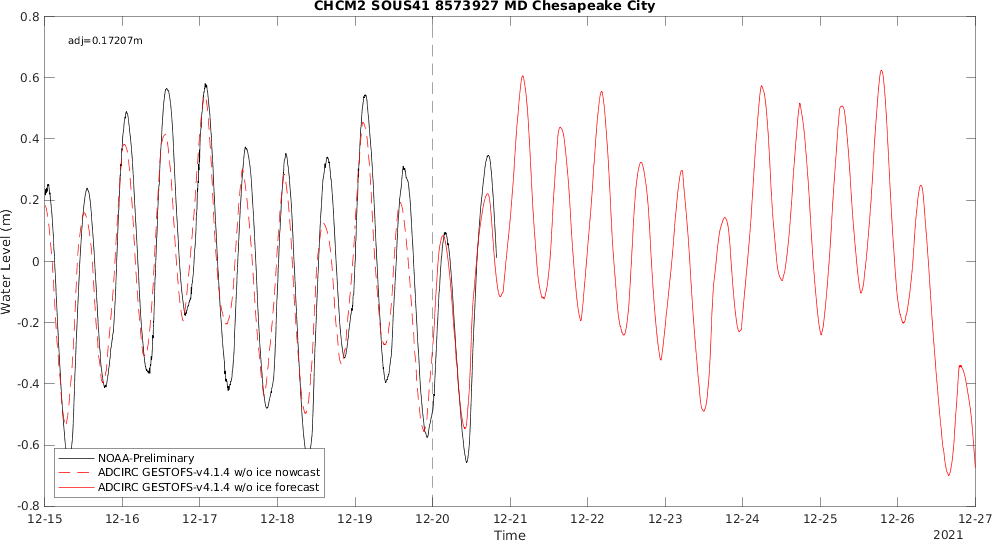 CHCM2 SOUS41 8573927 MD Chesapeake City
adj=0.17207m
Water Level (m)
0.8
0.6
0.4
0.2
0
-0.2
-0.4
-0.6
-0.8
NOAA-Preliminary
ADCIRC GESTOFS-v4.1.4 w/o ice nowcast
ADCIRC GESTOFS-v4.1.4 w/o ice forecast
12-15 12-16 12-17 12-18 12-19 12-20 12-21 12-22 12-23 12-24 12-25 12-26 12-27
Time
2021